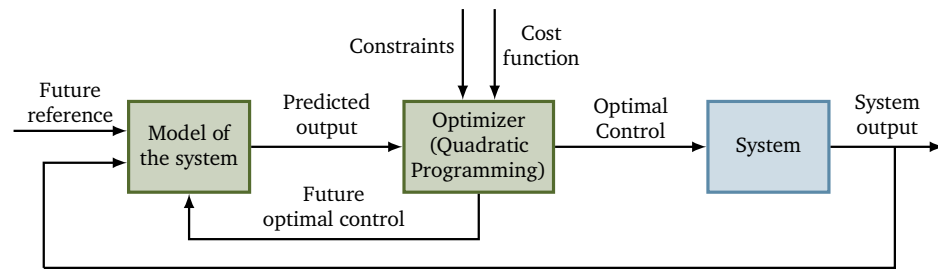 Constraints
Cost
function
Future
reference
Model of
the system
Predicted
output
Optimizer
(Quadratic
Programming)
Optimal
Control
System
System
output
Future
optimal control